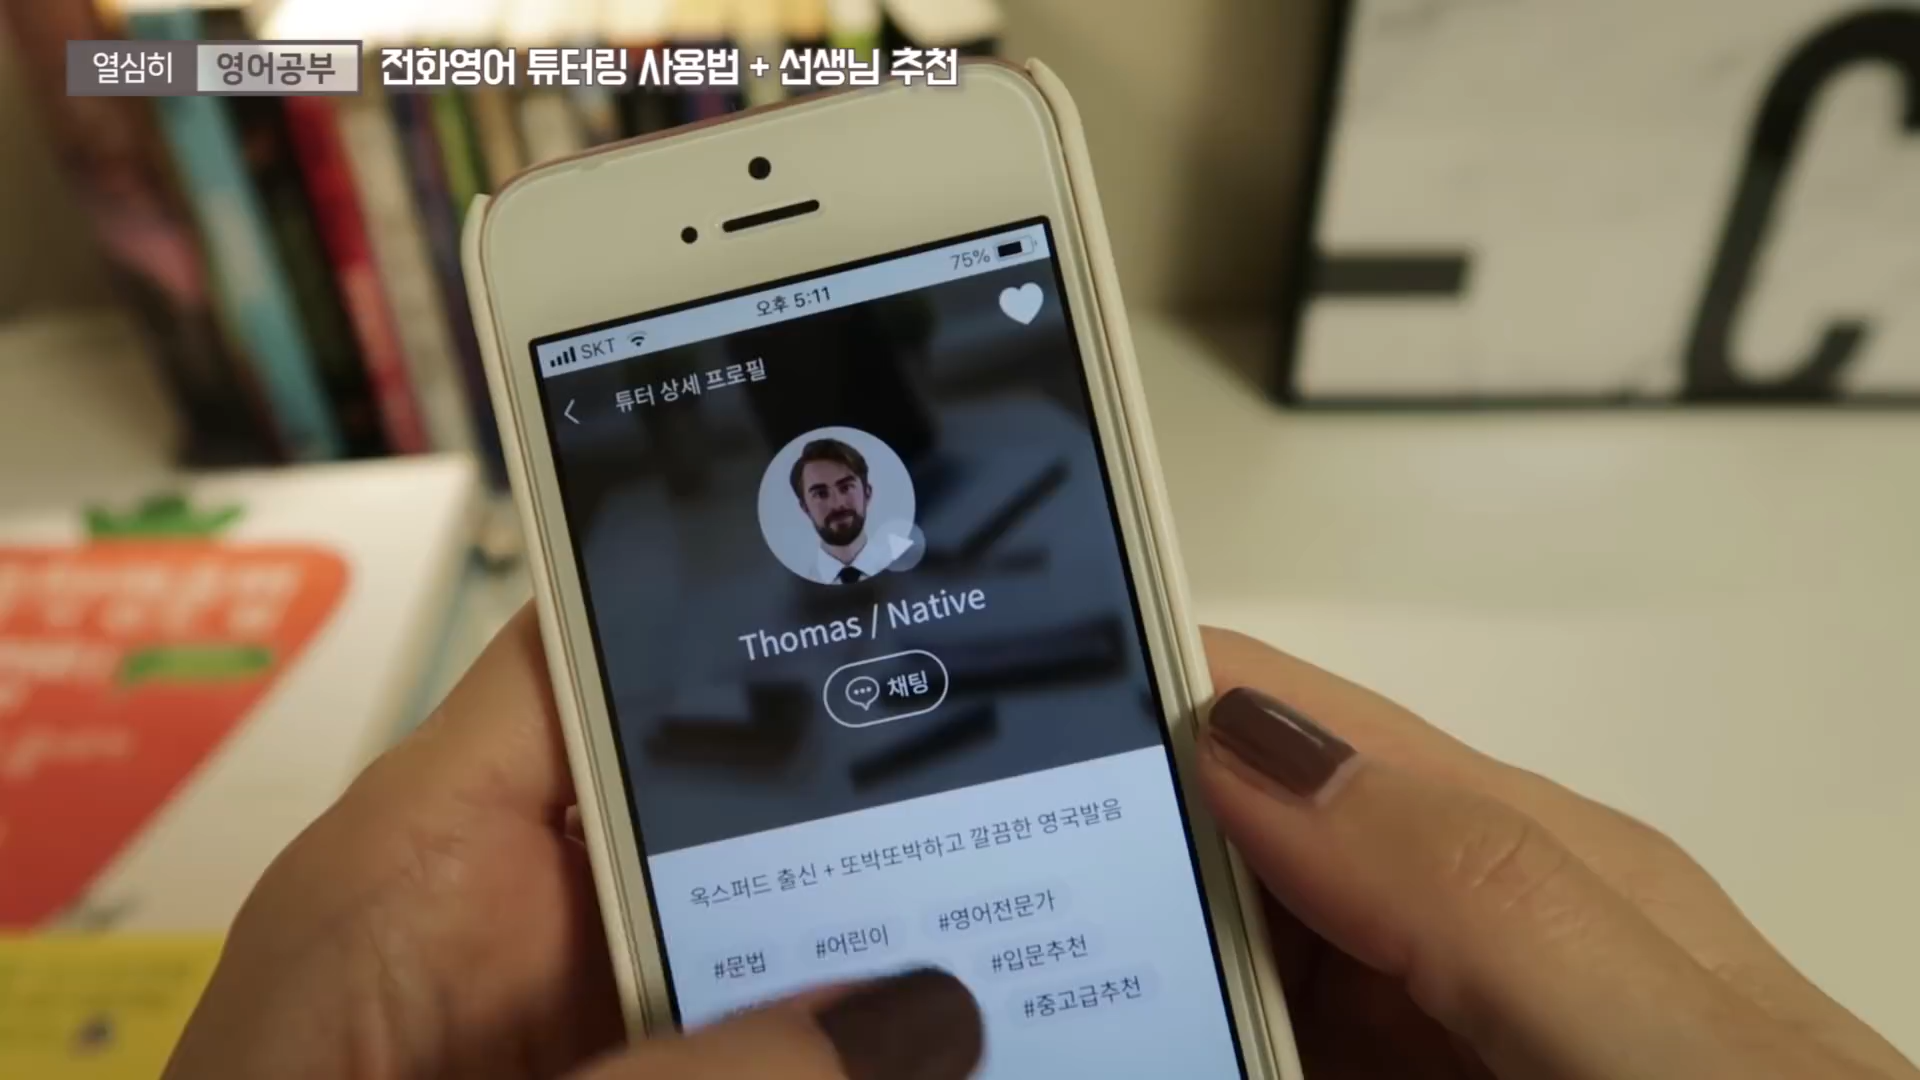 열심히 영어공부 전화영어 튜터링 사용법 + 선생님 추천
SKT 오후 5:11 75%
튜터 상세 프로필
Thomas / Native
채팅
옥스퍼드 출신 + 또박또박하고 깔끔한 영국발음
#문법 #어린이 #영어전문가
#입문추천
#중고급추천
C